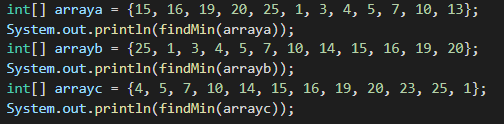 int[] arraya = {15, 16, 19, 20, 25, 1, 3, 4, 5, 7, 10, 13};
System.out.println(findMin(arraya));
int[] arrayb = {25, 1, 3, 4, 5, 7, 10, 14, 15, 16, 19, 20};
System.out.println(findMin(arrayb));
int[] arrayc = {4, 5, 7, 10, 14, 15, 16, 19, 20, 23, 25, 1};
System.out.println(findMin(arrayc));